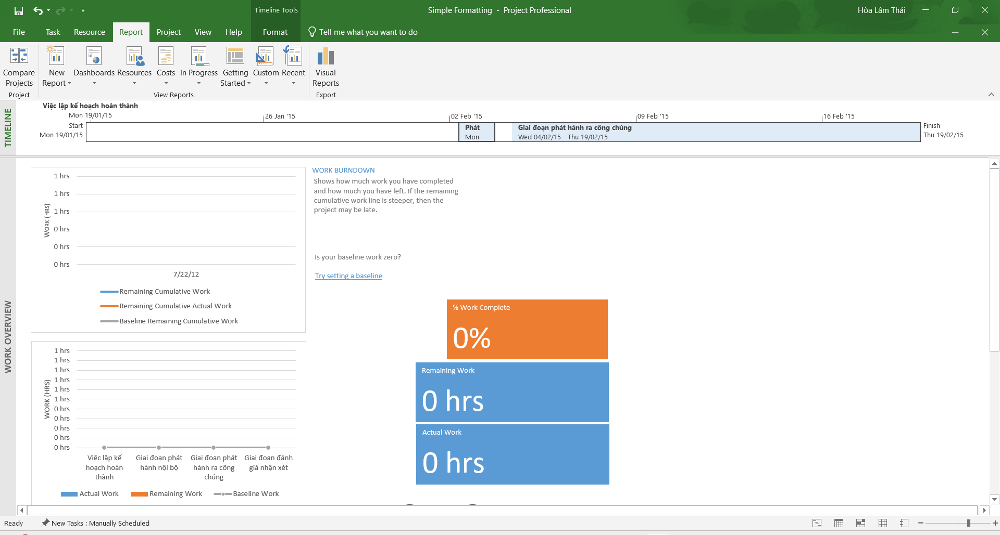 Timeline Tools
Simple Formatting - Project Professional
Hòa Lâm Thái
File Task Resource Report Project View Help Format Tell me what you want to do
Compare Projects
New Report
Dashboards
Resources
Costs
In Progress
Getting Started
Custom
Recent
Visual Reports
Project
View Reports
Export
TIMELINE
Việc lập kế hoạch hoàn thành
Mon 19/01/15
26 Jan '15
02 Feb '15
09 Feb '15
16 Feb '15
Start
Mon 19/01/15
Phát
Mon
Giai đoạn phát hành ra công chúng
Wed 04/02/15 - Thu 19/02/15
Finish
Thu 19/02/15
WORK OVERVIEW
WORK (HRS)
1 hrs
1 hrs
1 hrs
0 hrs
0 hrs
0 hrs
7/22/12
Remaining Cumulative Work
Remaining Cumulative Actual Work
Baseline Remaining Cumulative Work
WORK BURNDOWN
Shows how much work you have completed
and how much you have left. If the remaining
cumulative work line is steeper, then the
project may be late.
Is your baseline work zero?
Try setting a baseline
% Work Complete
0%
Remaining Work
0 hrs
Actual Work
0 hrs
WORK (HRS)
1 hrs
1 hrs
1 hrs
1 hrs
1 hrs
1 hrs
0 hrs
0 hrs
0 hrs
0 hrs
0 hrs
Việc lập kế
hoạch hoàn
thành
Giai đoạn phát
hành nội bộ
Giai đoạn phát
hành ra công
chúng
Giai đoạn đánh
giá nhận xét
Actual Work
Remaining Work
Baseline Work
Ready
New Tasks : Manually Scheduled